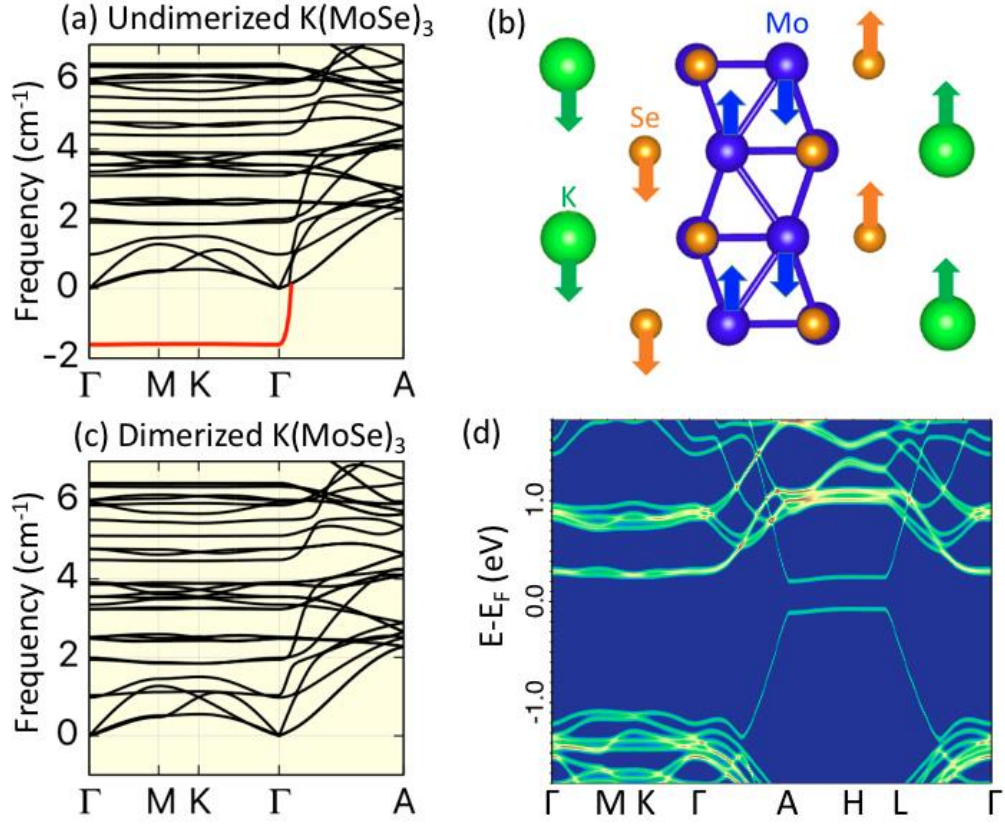 (a) Undimerized K(MoSe)₃
Frequency (cm⁻¹)
6
4
2
0
-2
Γ M K Γ A
(b)
Mo
Se
K
(c) Dimerized K(MoSe)₃
Frequency (cm⁻¹)
6
4
2
0
Γ M K Γ A
(d)
E-E_F (eV)
1.0
0.0
-1.0
Γ M K Γ A H L Γ